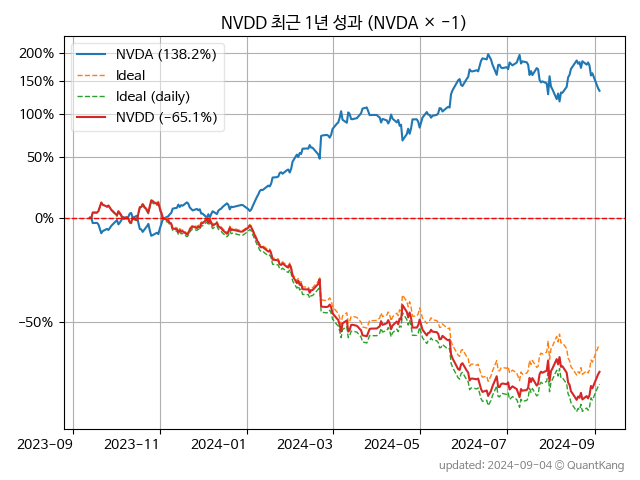 NVDD 최근 1년 성과 (NVDA × −1)
NVDA (138.2%)
Ideal
Ideal (daily)
NVDD (−65.1%)
200%
150%
100%
50%
0%
−50%
2023−09
2023−11
2024−01
2024−03
2024−05
2024−07
2024−09
updated: 2024−09−04 © QuantKang